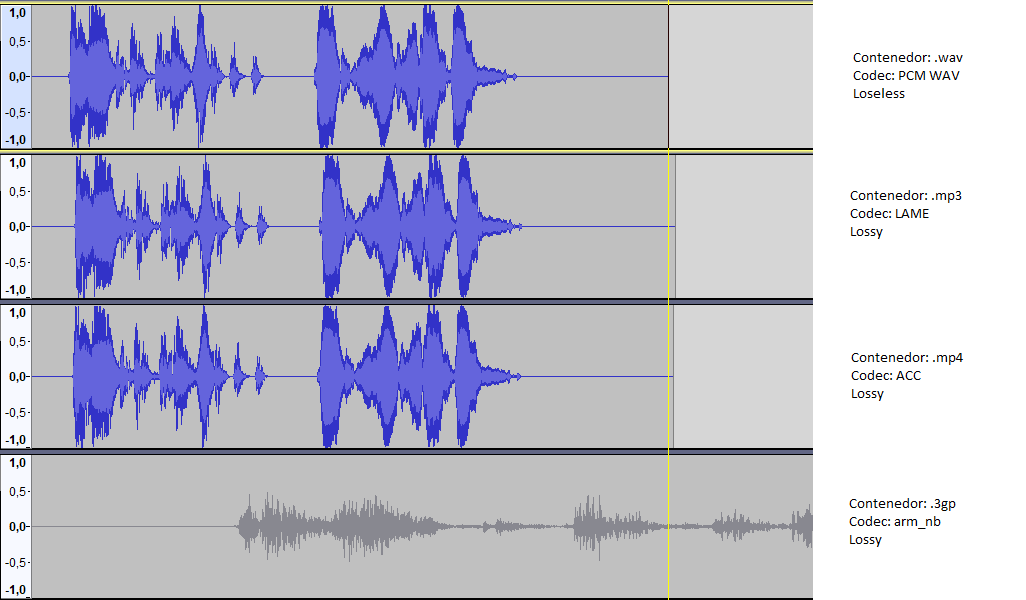 1,0
0,5-
0,0-
-0,5-
-1,0
Contenedor: .wav
Codec: PCM WAV
Loseless
1,0
0,5-
0,0-
-0,5-
-1,0
Contenedor: .mp3
Codec: LAME
Lossy
1,0
0,5-
0,0-
-0,5-
-1,0
Contenedor: .mp4
Codec: ACC
Lossy
1,0
0,5-
0,0-
-0,5-
-1,0
Contenedor: .3gp
Codec: arm_nb
Lossy